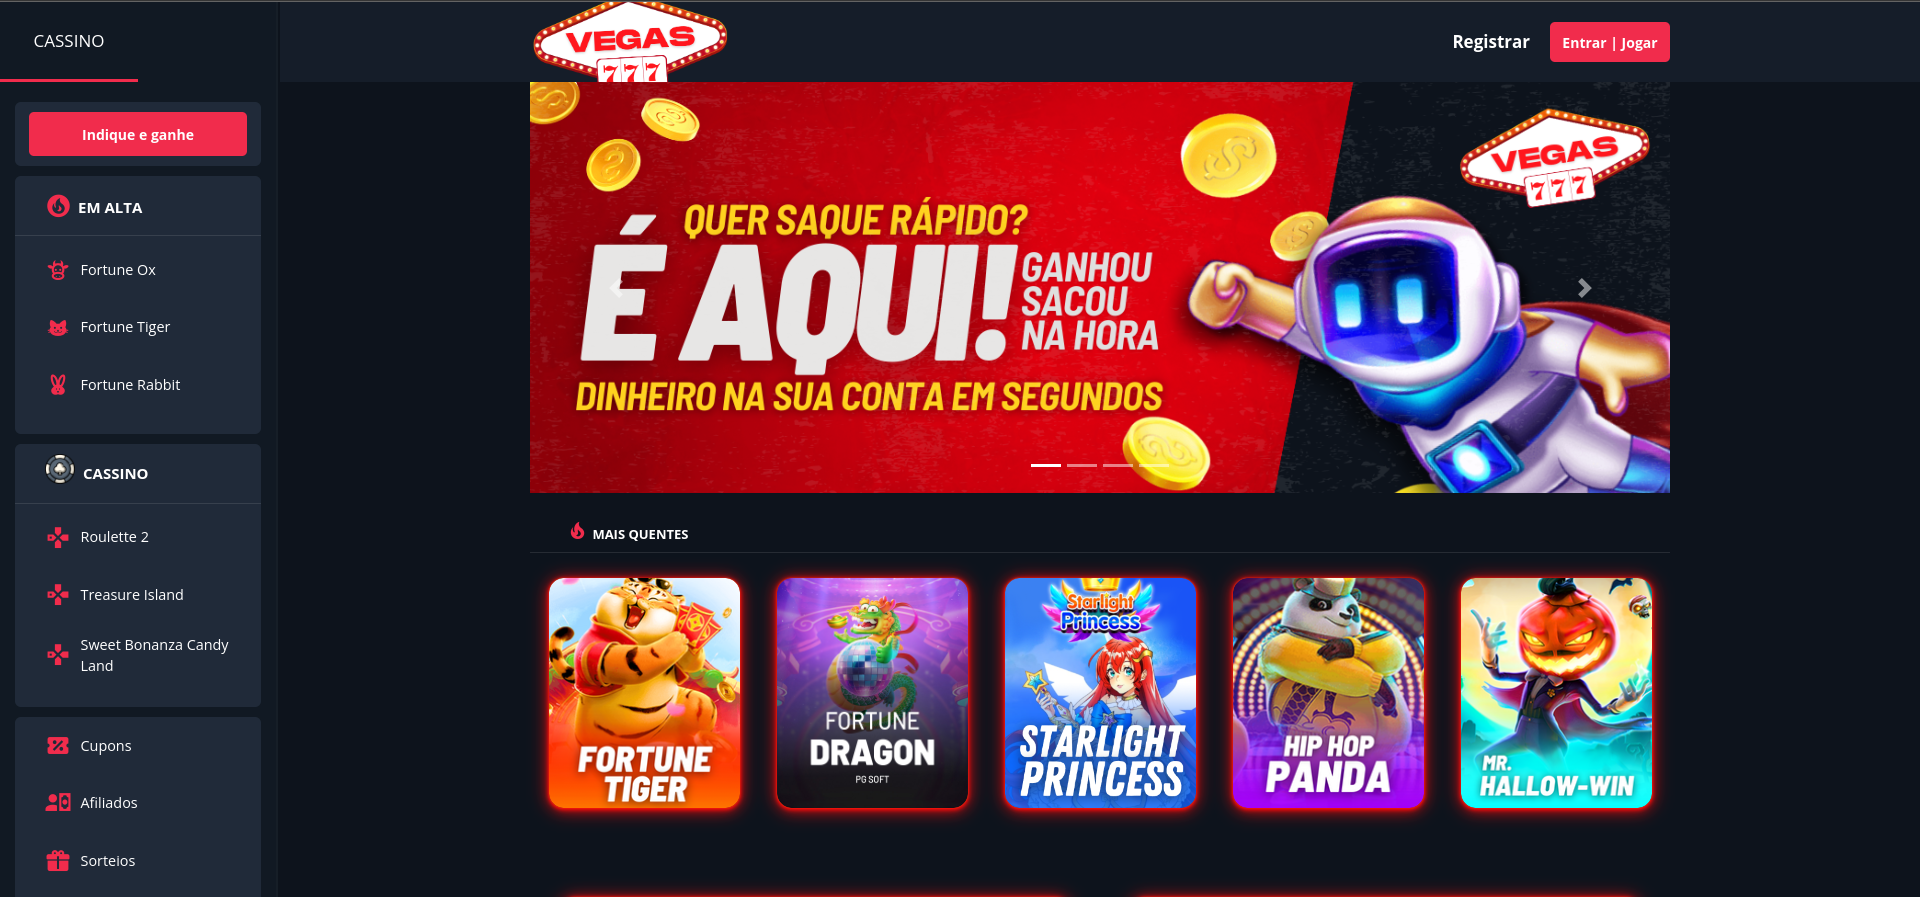 CASSINO
VEGAS
777
Registrar
Entrar | Jogar
Indique e ganhe
EM ALTA
Fortune Ox
Fortune Tiger
Fortune Rabbit
CASSINO
Roulette 2
Treasure Island
Sweet Bonanza Candy
Land
Cupons
Afiliados
Sorteios
QUER SAQUE RÁPIDO?
É AQUI!
GANHOU
SACOU
NA HORA
DINHEIRO NA SUA CONTA EM SEGUNDOS
VEGAS
777
MAIS QUENTES
FORTUNE
TIGER
FORTUNE
DRAGON
PG SOFT
Starlight
Princess
STARLIGHT
PRINCESS
HIP HOP
PANDA
MR.
HALLOW-WIN